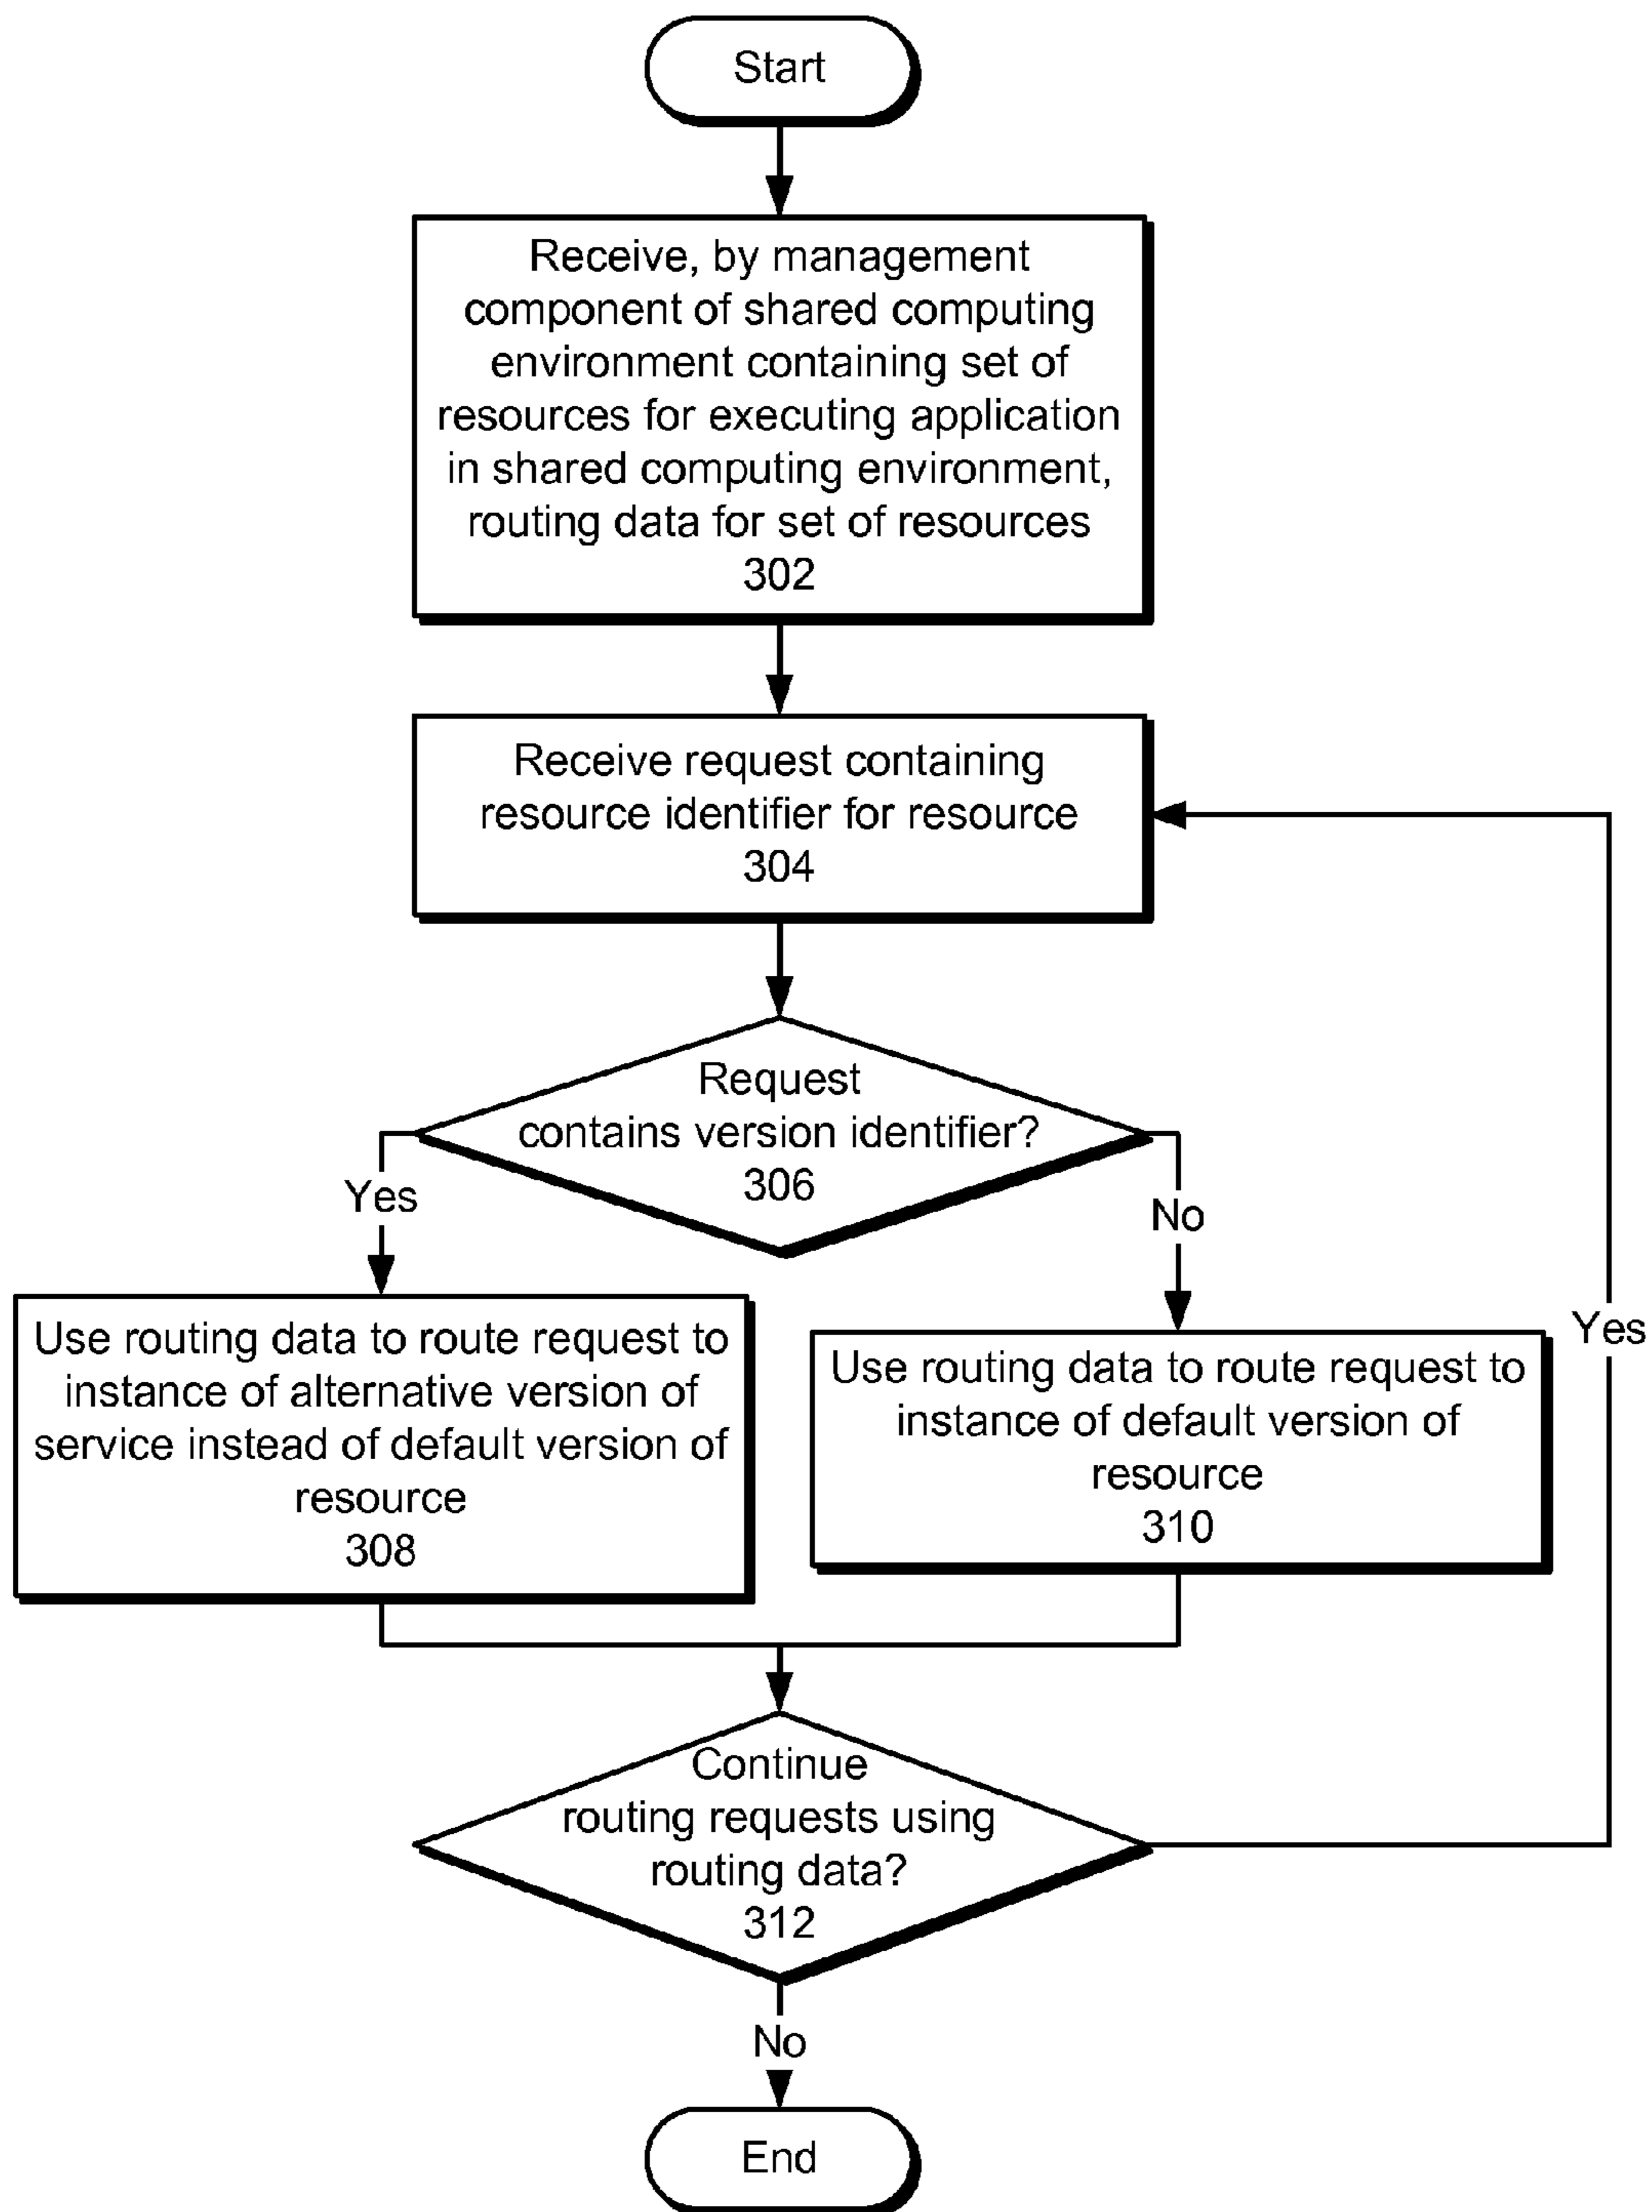 Start
Receive, by management
component of shared computing
environment containing set of
resources for executing application
in shared computing environment,
routing data for set of resources
302
Receive request containing
resource identifier for resource
304
Request
contains version identifier?
306
Yes
No
Use routing data to route request to
instance of alternative version of
service instead of default version of
resource
308
Use routing data to route request to
instance of default version of
resource
310
Yes
Continue
routing requests using
routing data?
312
No
End